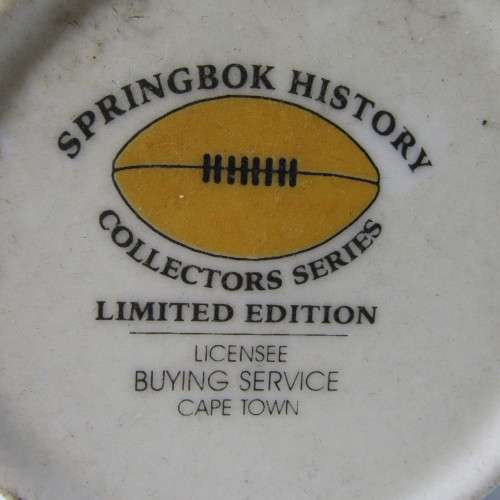 SPRINGBOK HISTORY
COLLECTORS SERIES
LIMITED EDITION
LICENSEE
BUYING SERVICE
CAPE TOWN